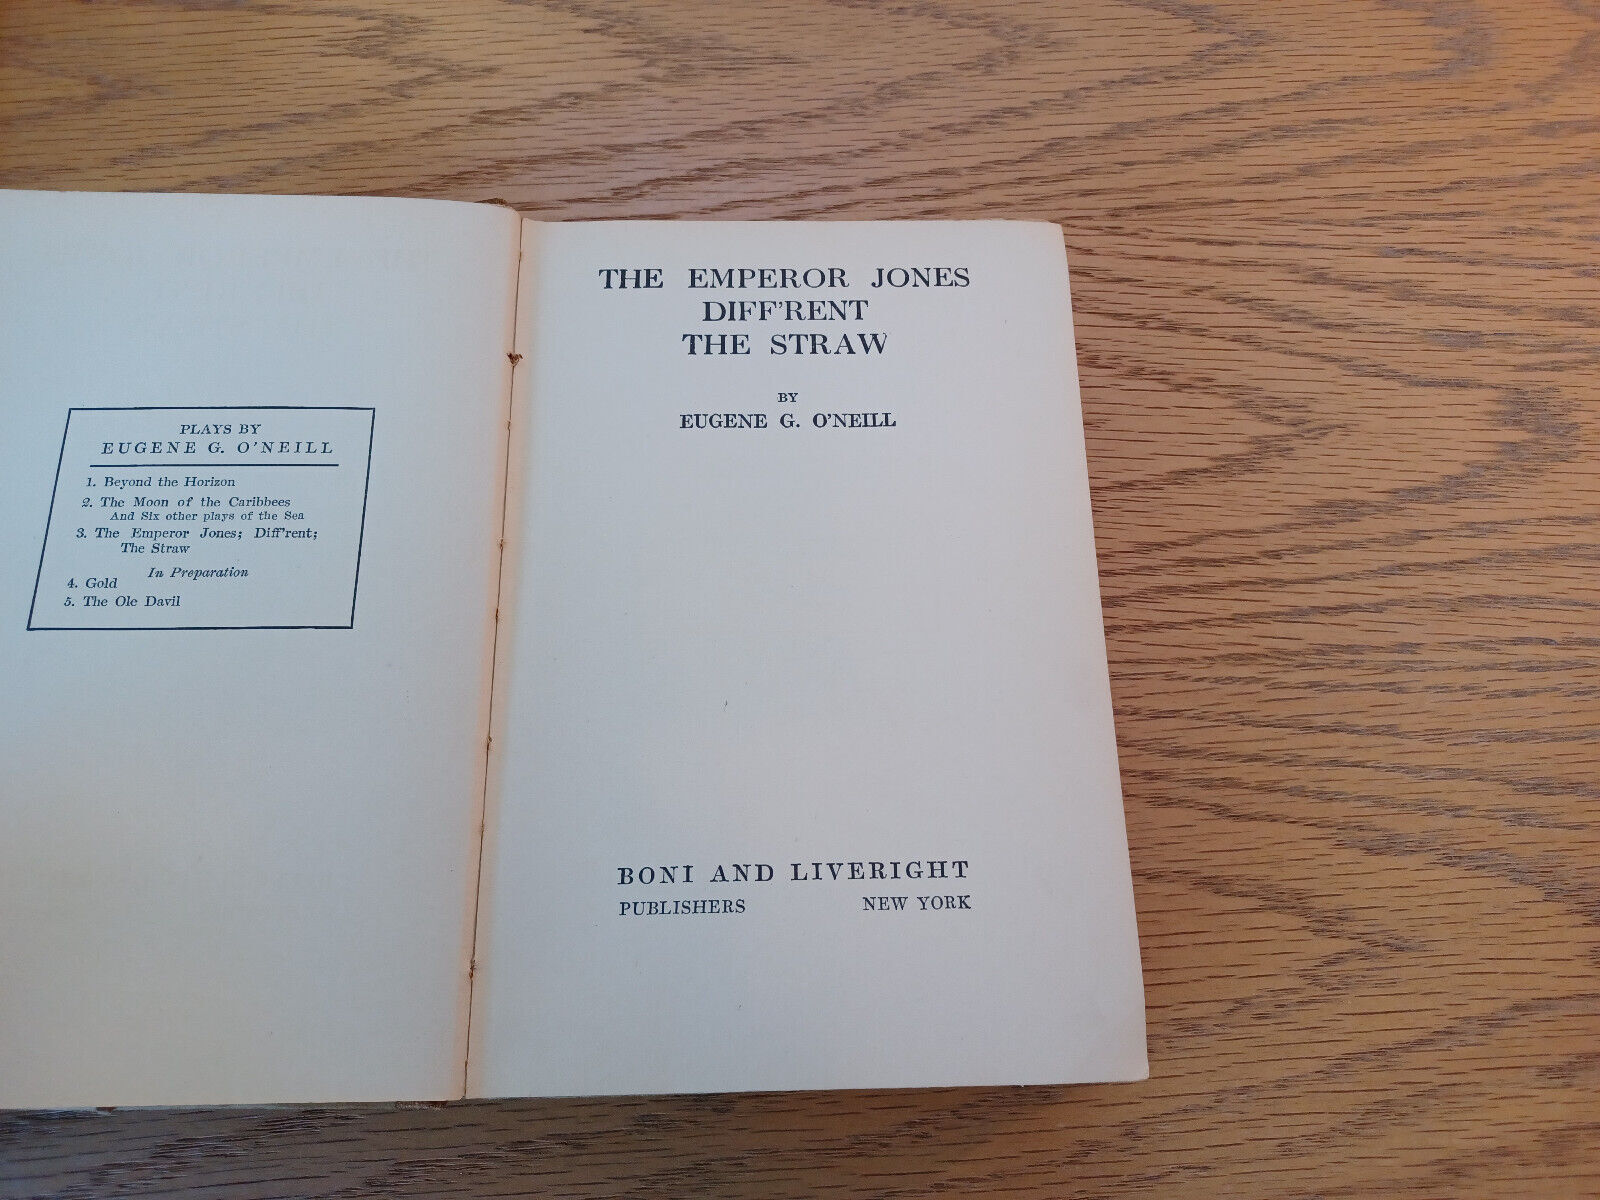 PLAYS BY
EUGENE G. O'NEILL
1. Beyond the Horizon
2. The Moon of the Caribbees
And Six other plays of the Sea
3. The Emperor Jones; Diff'rent;
The Straw
In Preparation
4. Gold
5. The Ole Davil
THE EMPEROR JONES
DIFF'RENT
THE STRAW
BY
EUGENE G. O'NEILL
BONI AND LIVERIGHT
PUBLISHERS NEW YORK